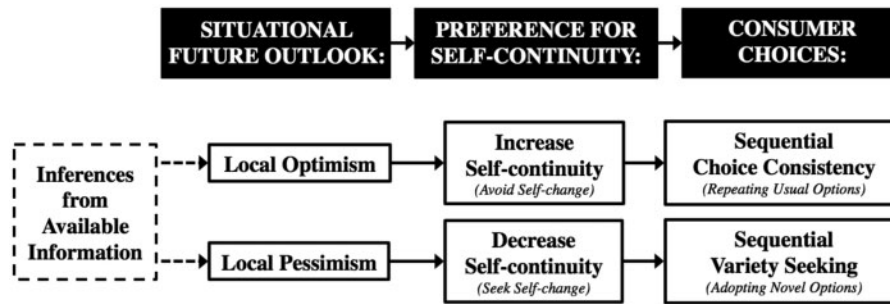 SITUATIONAL
FUTURE OUTLOOK:
PREFERENCE FOR
SELF-CONTINUITY:
CONSUMER
CHOICES:
Inferences
from
Available
Information
Local Optimism
Increase
Self-continuity
(Avoid Self-change)
Sequential
Choice Consistency
(Repeating Usual Options)
Local Pessimism
Decrease
Self-continuity
(Seek Self-change)
Sequential
Variety Seeking
(Adopting Novel Options)